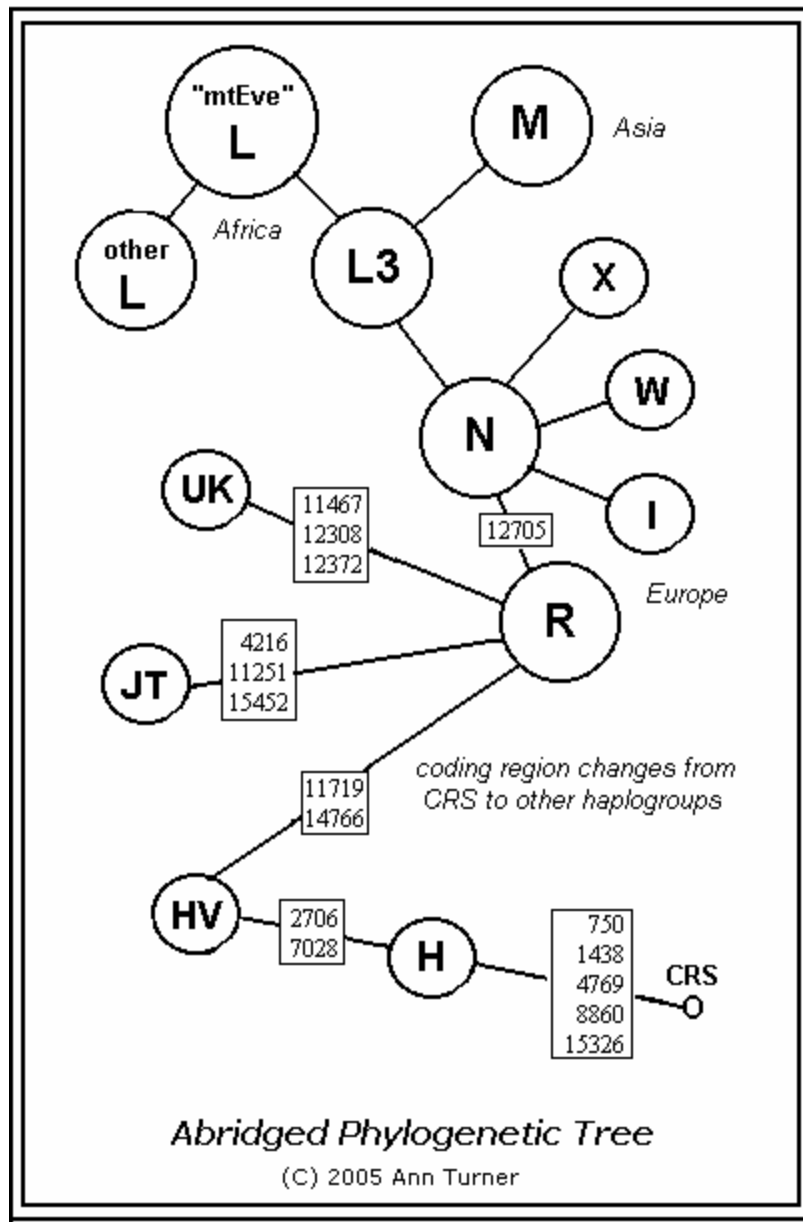 "mtEve"
L
M
Asia
Africa
other
L
L3
X
W
N
UK
11467
12308
12372
12705
I
Europe
R
4216
11251
15452
JT
coding region changes from
CRS to other haplogroups
11719
14766
HV
2706
7028
H
750
1438
4769
8860
15326
CRS
Abridged Phylogenetic Tree
(C) 2005 Ann Turner